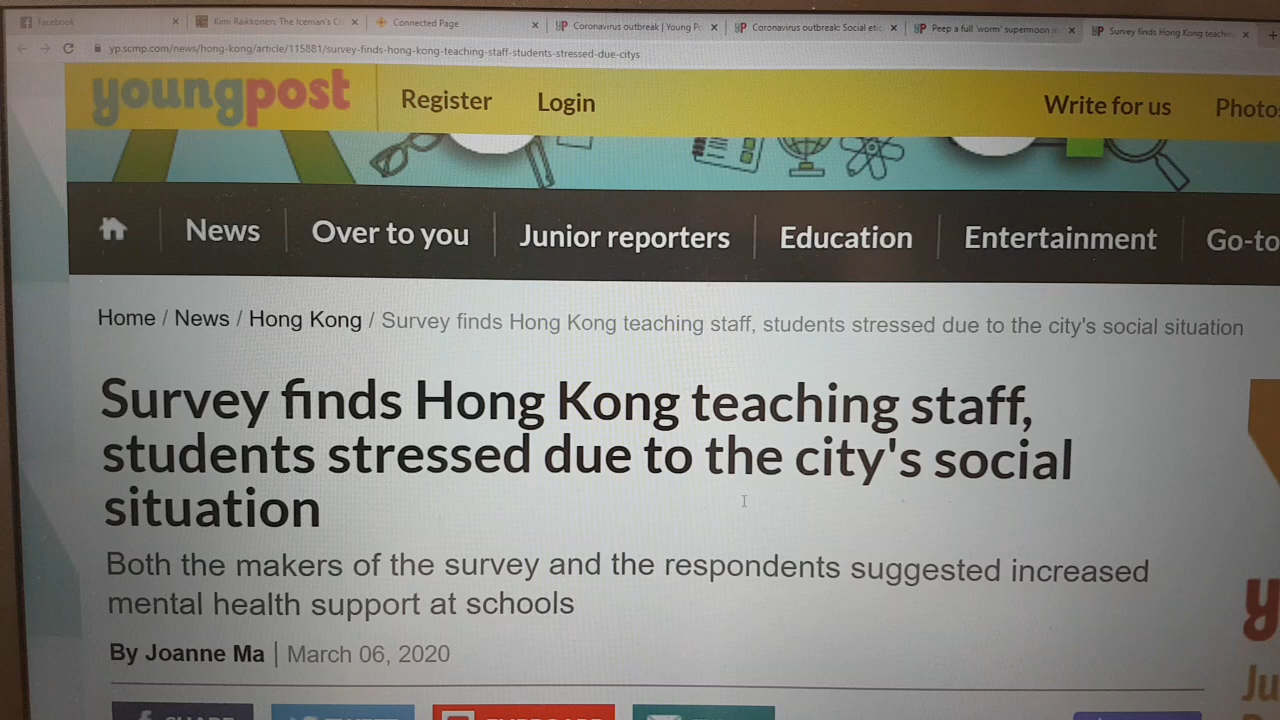 Facebook
Kimi Raikkonen: The Iceman's
Connected Page
Coronavirus outbreak | Young
Coronavirus outbreak: Social
Peep a full 'worm' supermoon in
Survey finds Hong Kong
yp.scmp.com/news/hong-kong/article/115881/survey-finds-hong-kong-teaching-staff-students-stressed-due-citys
youngpost Register Login Write for us Photo
News Over to you Junior reporters Education Entertainment Go-to
Home / News / Hong Kong / Survey finds Hong Kong teaching staff, students stressed due to the city's social situation
Survey finds Hong Kong teaching staff,
students stressed due to the city's social
situation
Both the makers of the survey and the respondents suggested increased
mental health support at schools
By Joanne Ma | March 06, 2020
y
Ju